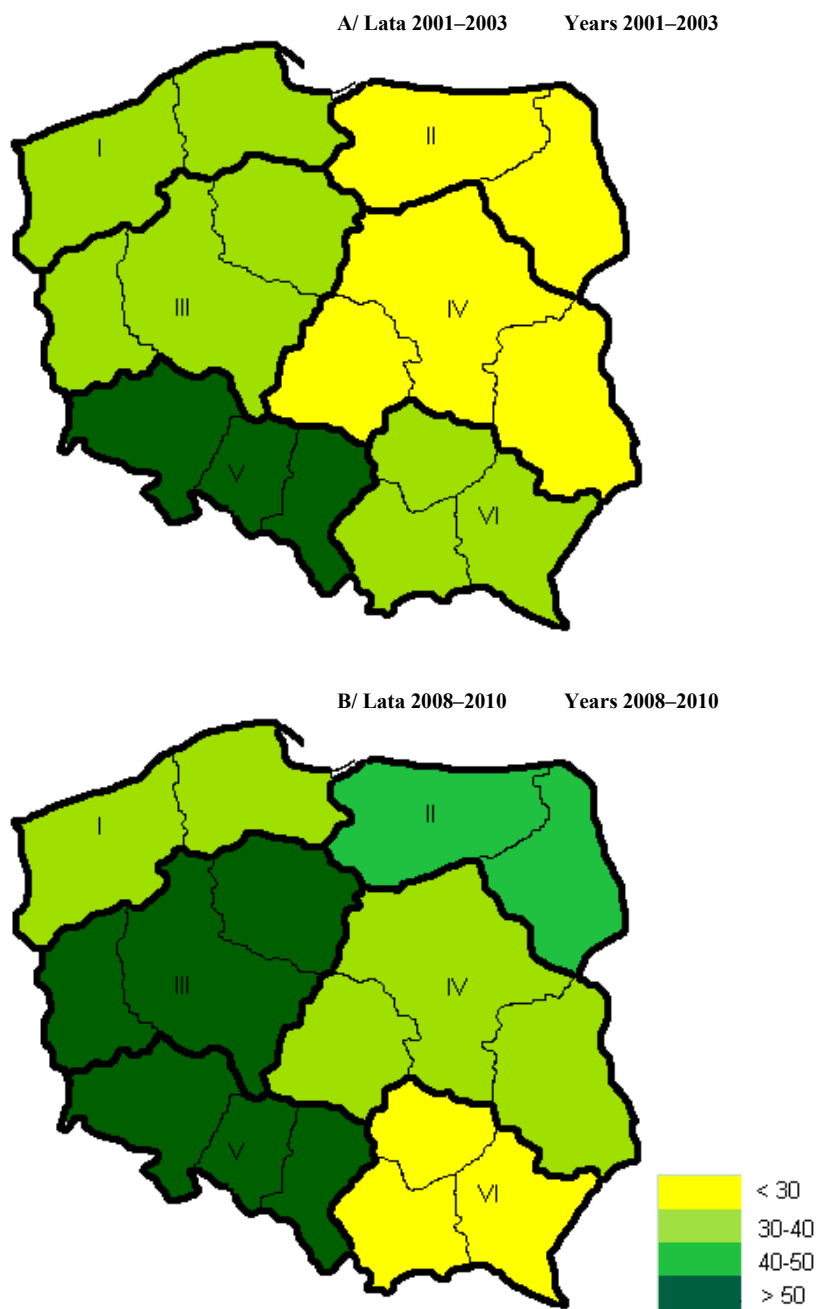 A/ Lata 2001–2003 Years 2001–2003
I
II
III
IV
V
VI
B/ Lata 2008–2010 Years 2008–2010
I
II
III
IV
V
VI
< 30
30-40
40-50
> 50